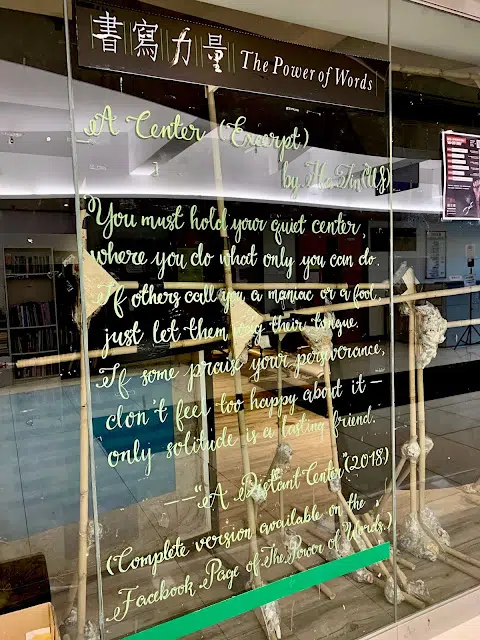 書寫力量 The Power of Words
A Center (Excerpt)
by Ha Jin (US)
You must hold your quiet center,
where you do what only you can do.
If others call you a maniac or a fool,
just let them wag their tongue.
If some praise your perseverance,
don't feel too happy about it—
only solitude is a lasting friend.
——"A Distant Center" (2018)
(Complete version available on the
Facebook Page of The Power of Words.)